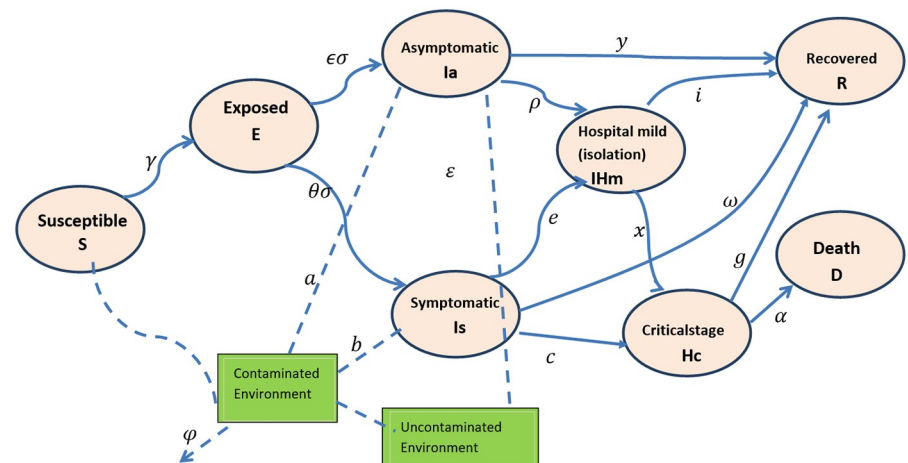 Asymptomatic
Ia
y
Recovered
R
ϵσ
Exposed
E
ρ
i
Hospital mild
(isolation)
IHm
γ
ε
θσ
Susceptible
S
e
x
ω
g
Death
D
a
Symptomatic
Is
b
c
Criticalstage
Hc
α
Contaminated
Environment
Uncontaminated
Environment
φ